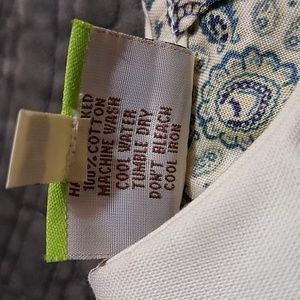 100% COTTON
MACHINE WASH
COOL WATER
TUMBLE DRY
DON'T BLEACH
COOL IRON